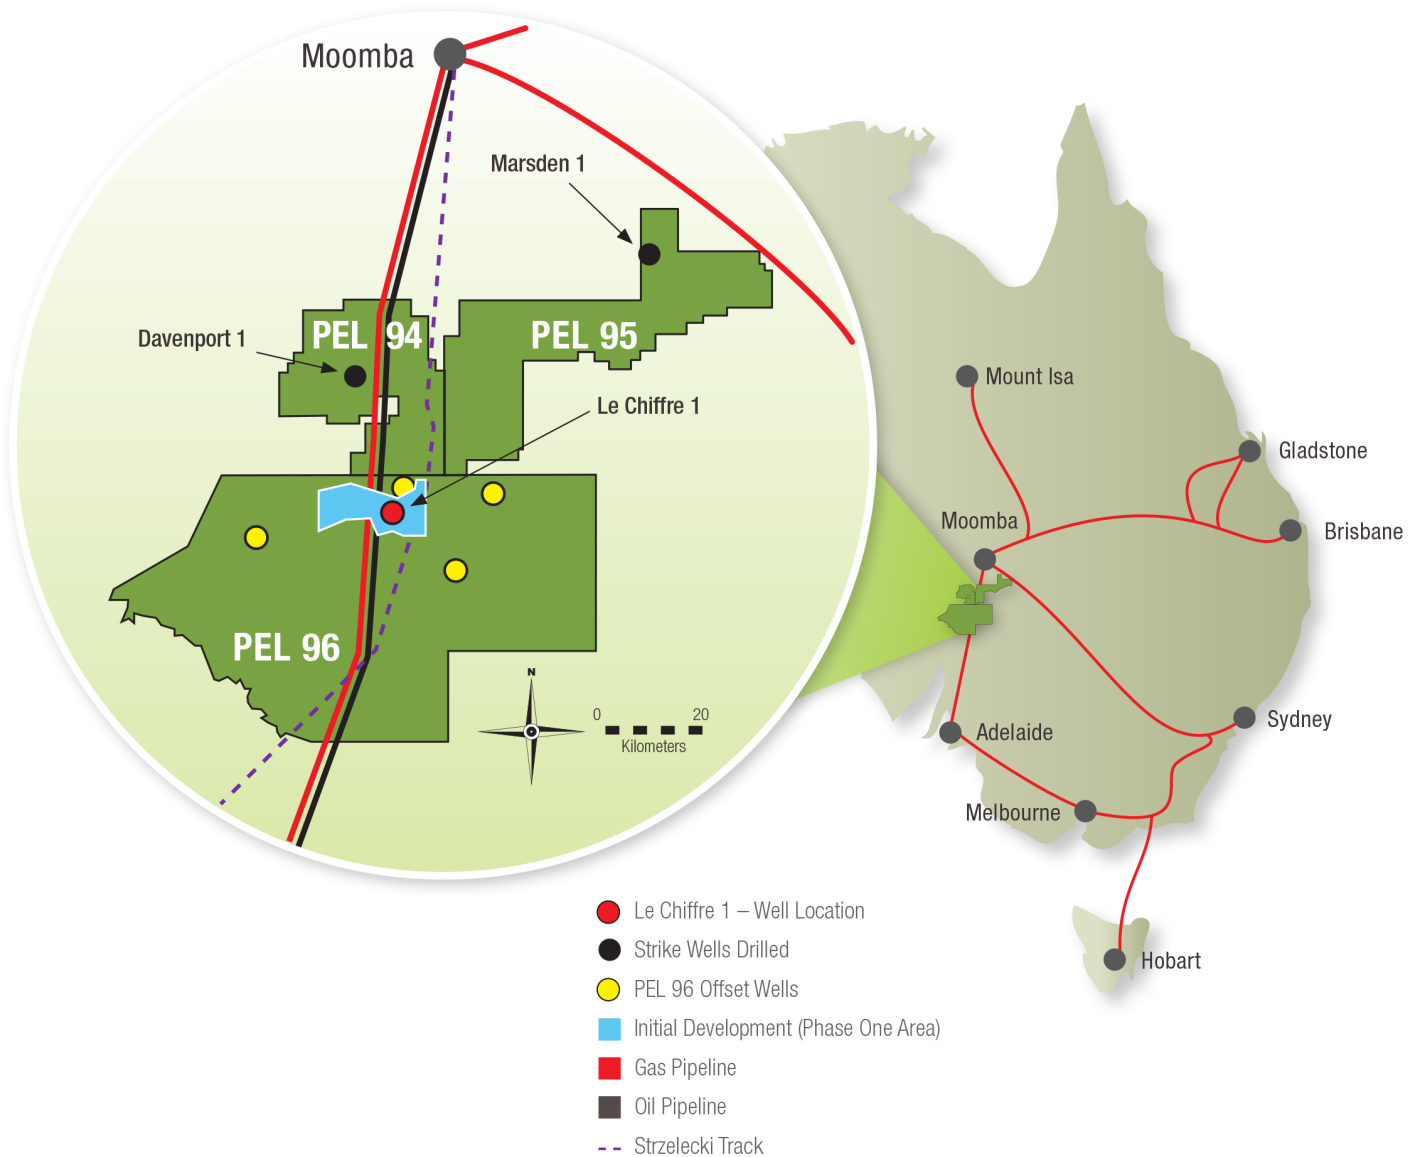 Moomba
Marsden 1
Davenport 1
PEL 94
PEL 95
Le Chiffre 1
PEL 96
N
0 20
Kilometers
Mount Isa
Gladstone
Moomba
Brisbane
Adelaide
Sydney
Melbourne
Hobart
Le Chiffre 1 – Well Location
Strike Wells Drilled
PEL 96 Offset Wells
Initial Development (Phase One Area)
Gas Pipeline
Oil Pipeline
Strzelecki Track